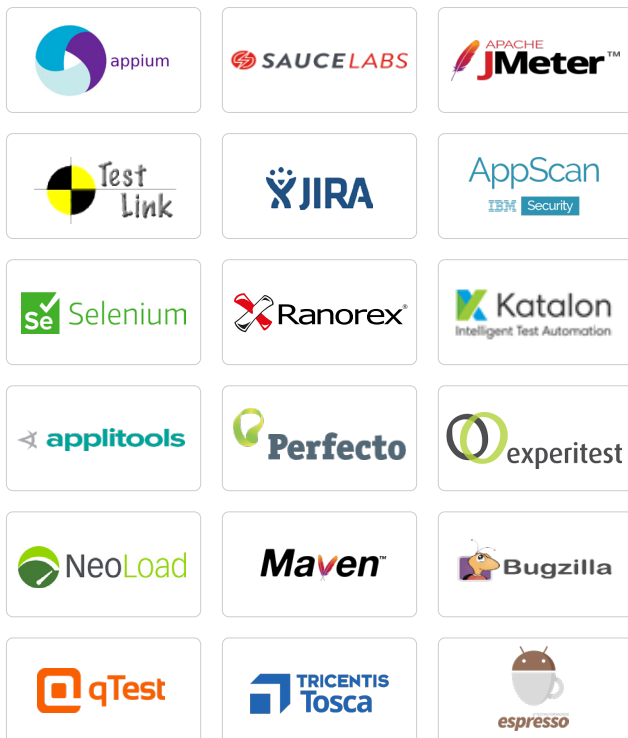 appium
SAUCELABS
APACHE
JMeter™
Test
Link
JIRA
AppScan
IBM Security
Se Selenium
Ranorex®
Katalon
Intelligent Test Automation
applitools
Perfecto
experitest
NeoLoad
Maven™
Bugzilla
qTest
TRICENTIS
Tosca
espresso